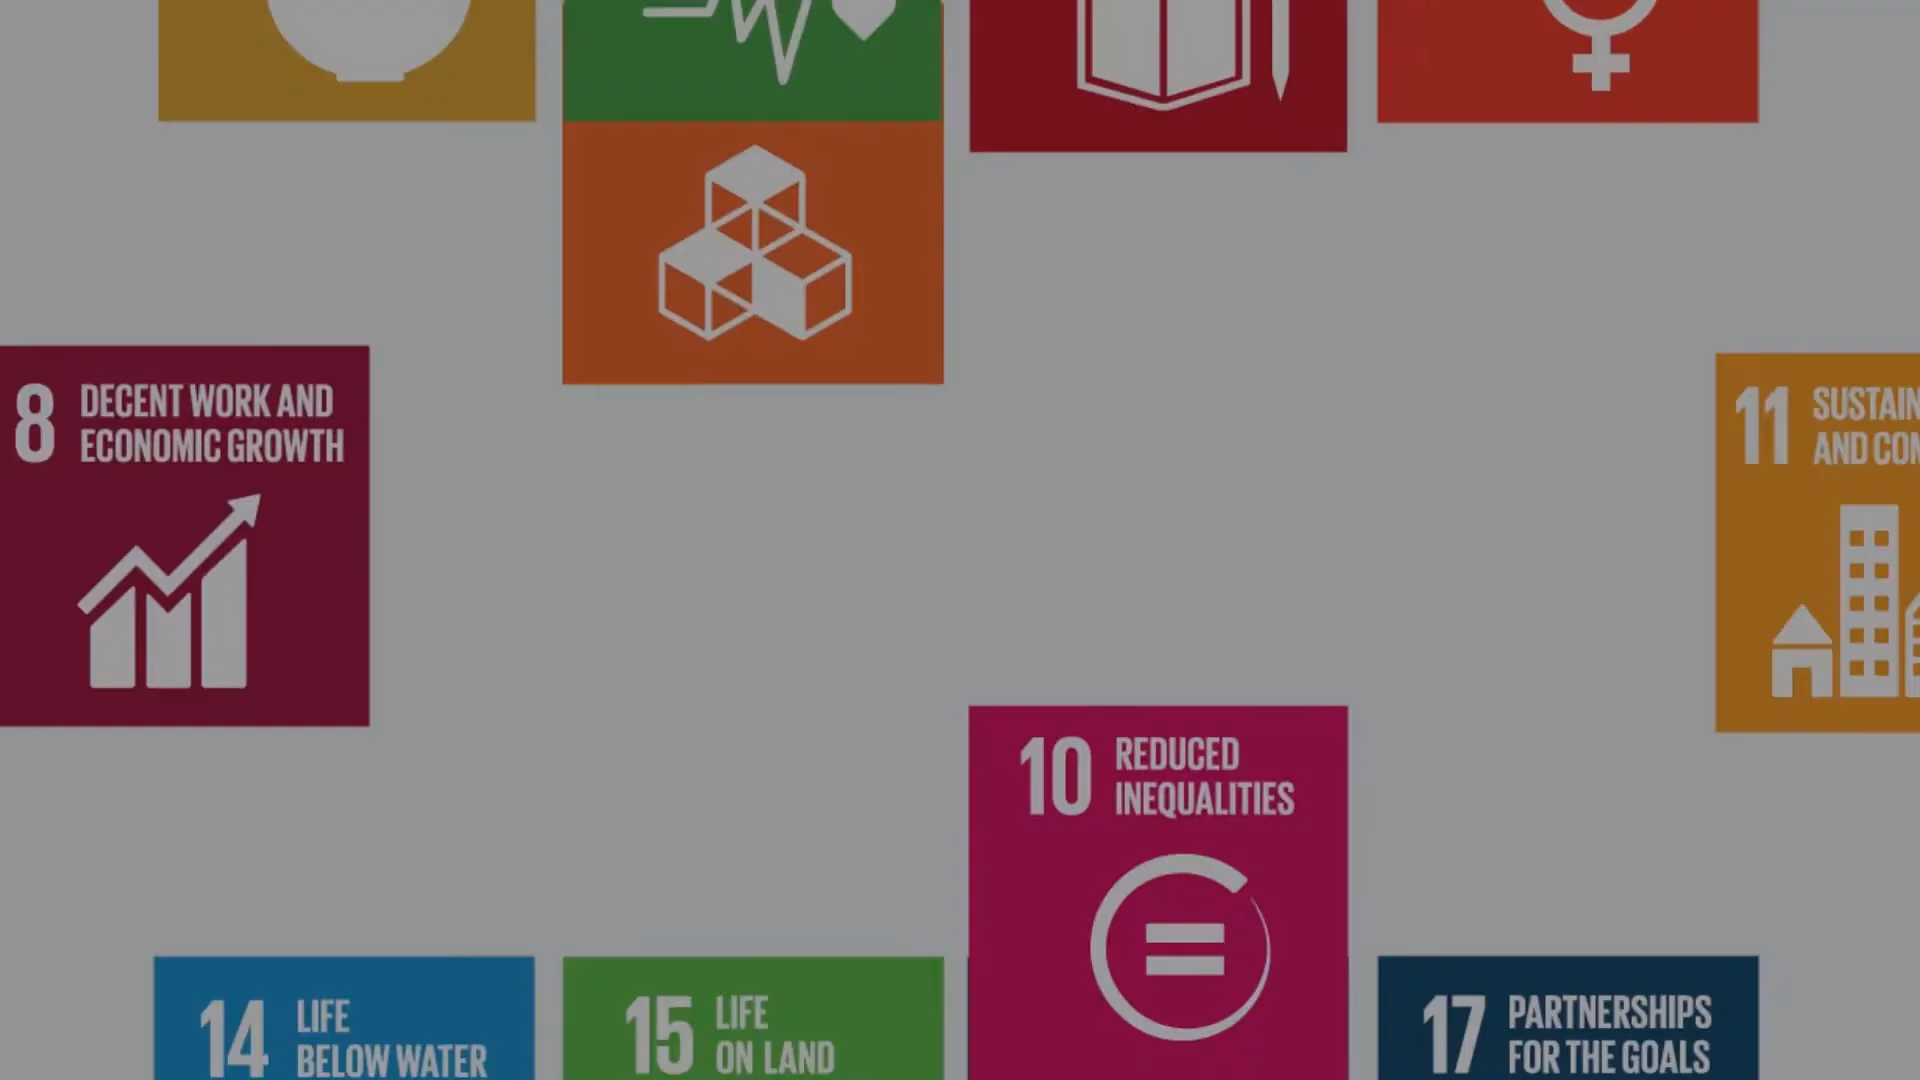 8 DECENT WORK AND
ECONOMIC GROWTH
11
AND
10 REDUCED
INEQUALITIES
14 LIFE
BELOW WATER
15 LIFE
ON LAND
17 PARTNERSHIPS
FOR THE GOALS